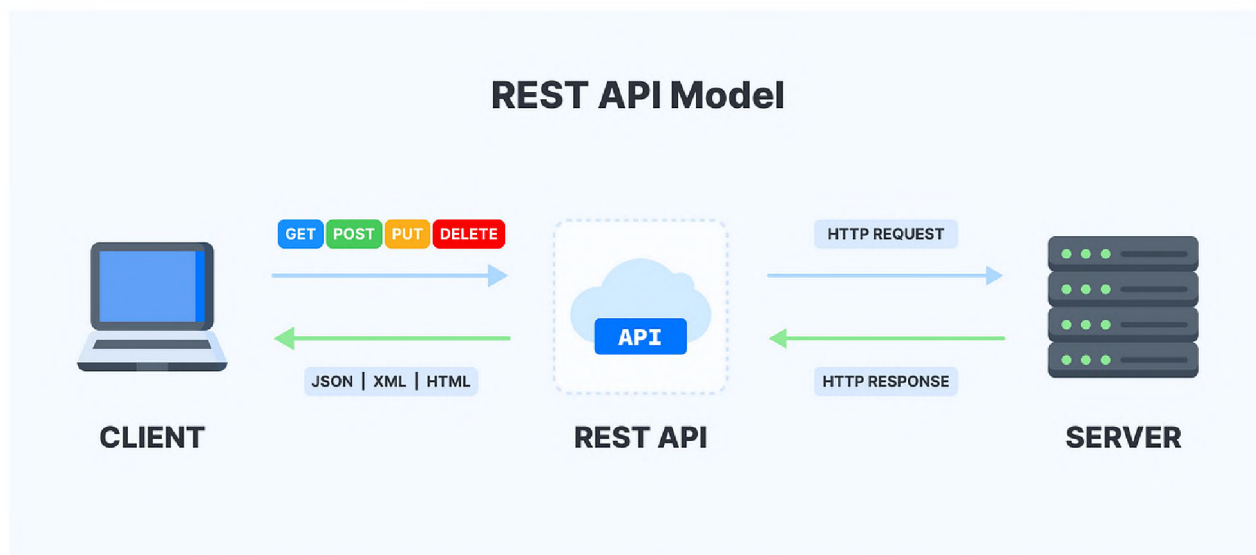 REST API Model
GET POST PUT DELETE
HTTP REQUEST
API
JSON | XML | HTML
HTTP RESPONSE
CLIENT
REST API
SERVER